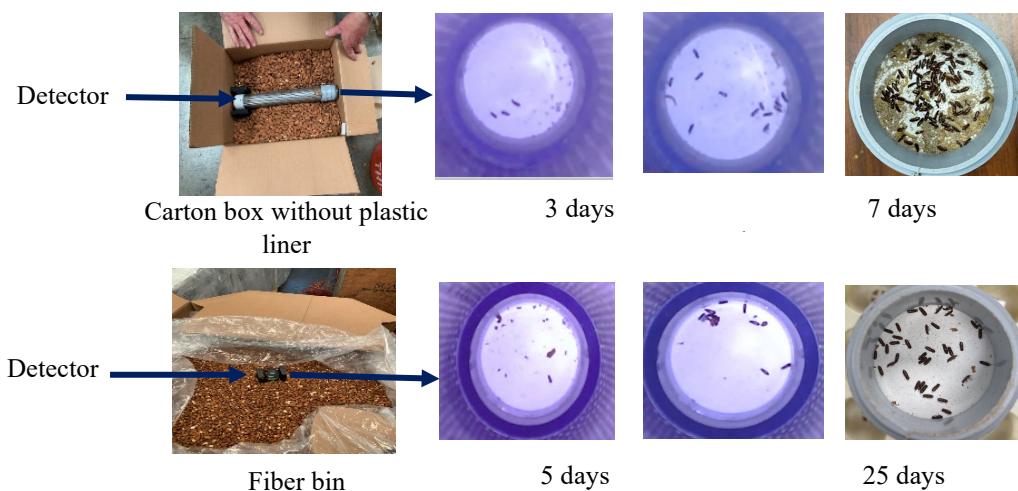 Detector
Carton box without plastic
liner
3 days
7 days
Detector
Fiber bin
5 days
25 days